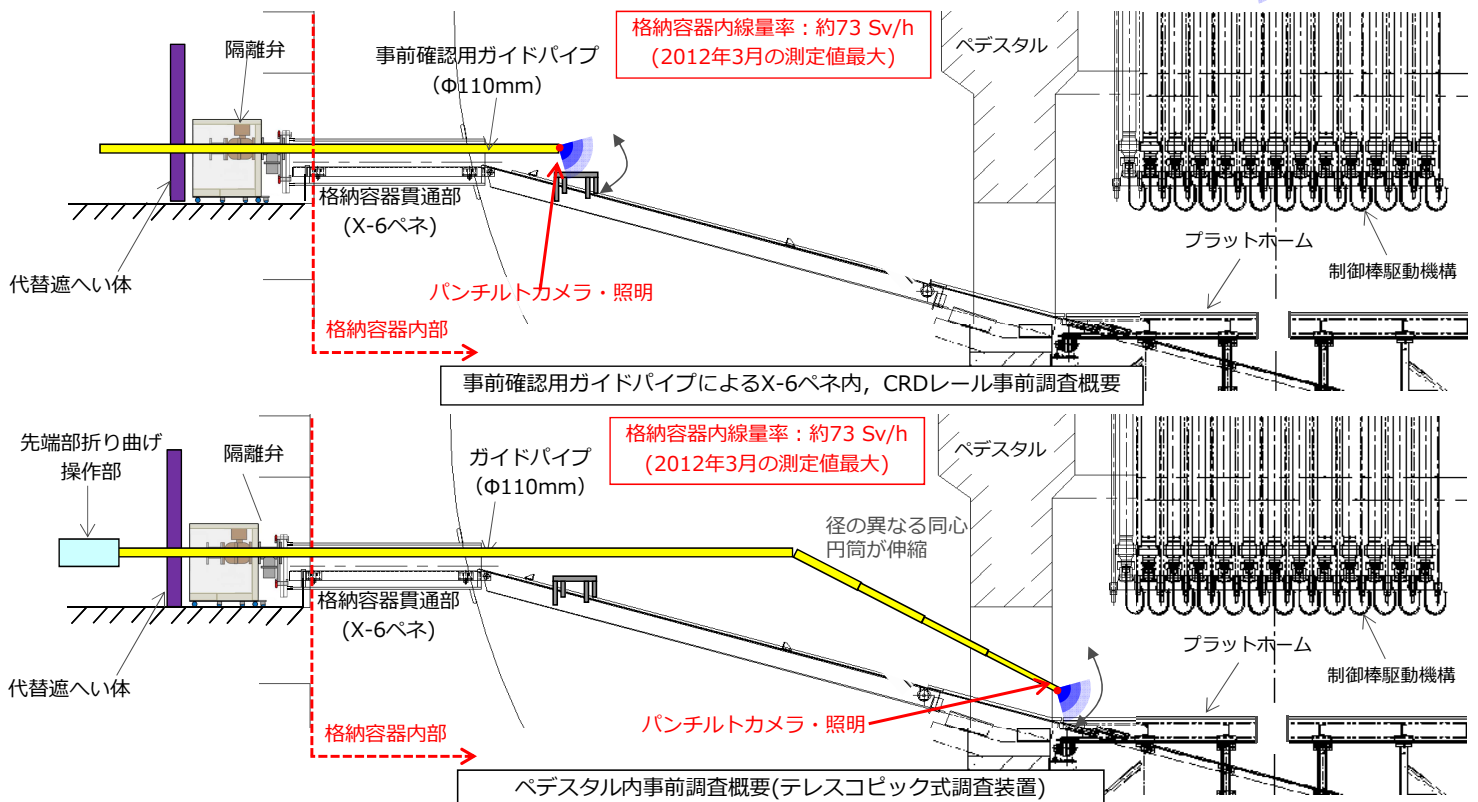 格納容器内線量率：約73 Sv/h
(2012年3月の測定値最大)
ペデスタル
隔離弁
事前確認用ガイドパイプ
（Φ110mm）
格納容器貫通部
(X-6ペネ)
プラットホーム
制御棒駆動機構
代替遮へい体
パンチルトカメラ・照明
格納容器内部
事前確認用ガイドパイプによるX-6ペネ内，CRDレール事前調査概要
格納容器内線量率：約73 Sv/h
(2012年3月の測定値最大)
ペデスタル
先端部折り曲げ
操作部
隔離弁
ガイドパイプ
（Φ110mm）
径の異なる同心
円筒が伸縮
格納容器貫通部
(X-6ペネ)
プラットホーム
制御棒駆動機構
代替遮へい体
パンチルトカメラ・照明
格納容器内部
ペデスタル内事前調査概要(テレスコピック式調査装置)